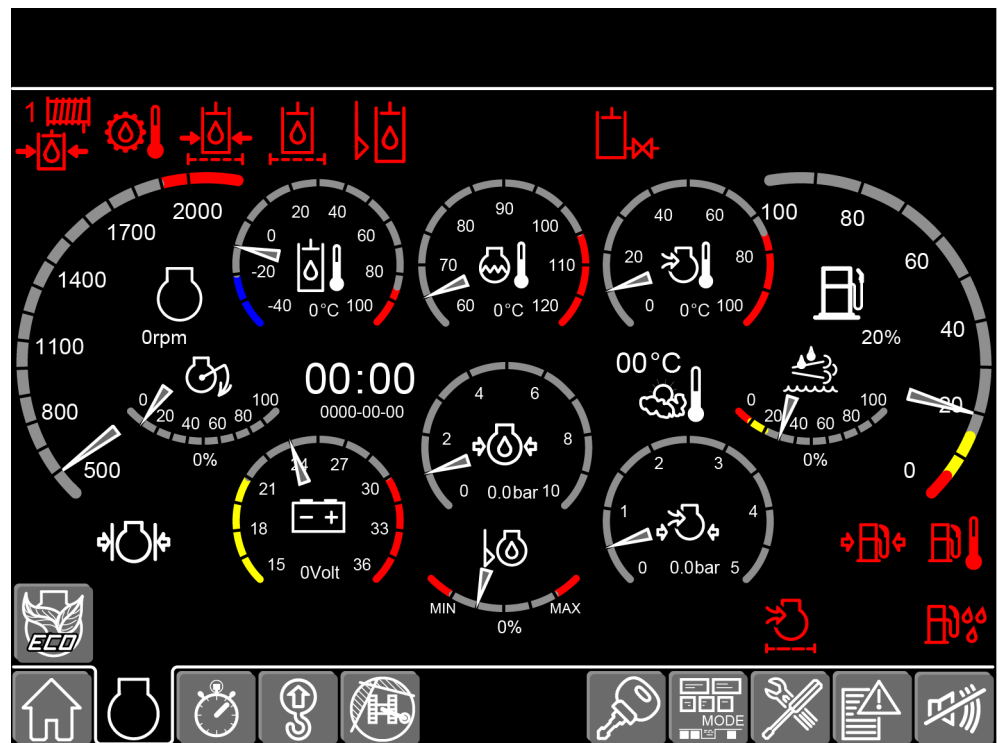 1
2000
1700
1400
1100
800
500
0rpm
20 40
0 60
-20 80
-40 0°C 100
90
80 100
70 110
60 0°C 120
40 60
20 80
0 0°C 100
100
80
60
40
20
0
20%
0 20 40 60 80 100
0%
00:00
0000-00-00
00°C
4 6
2 8
0 0.0bar 10
0 20 40 60 80 100
0%
24 27
21 30
18 33
15 36
0Volt
2 3
1 4
0 0.0bar 5
MIN MAX
0%
ECO
MODE